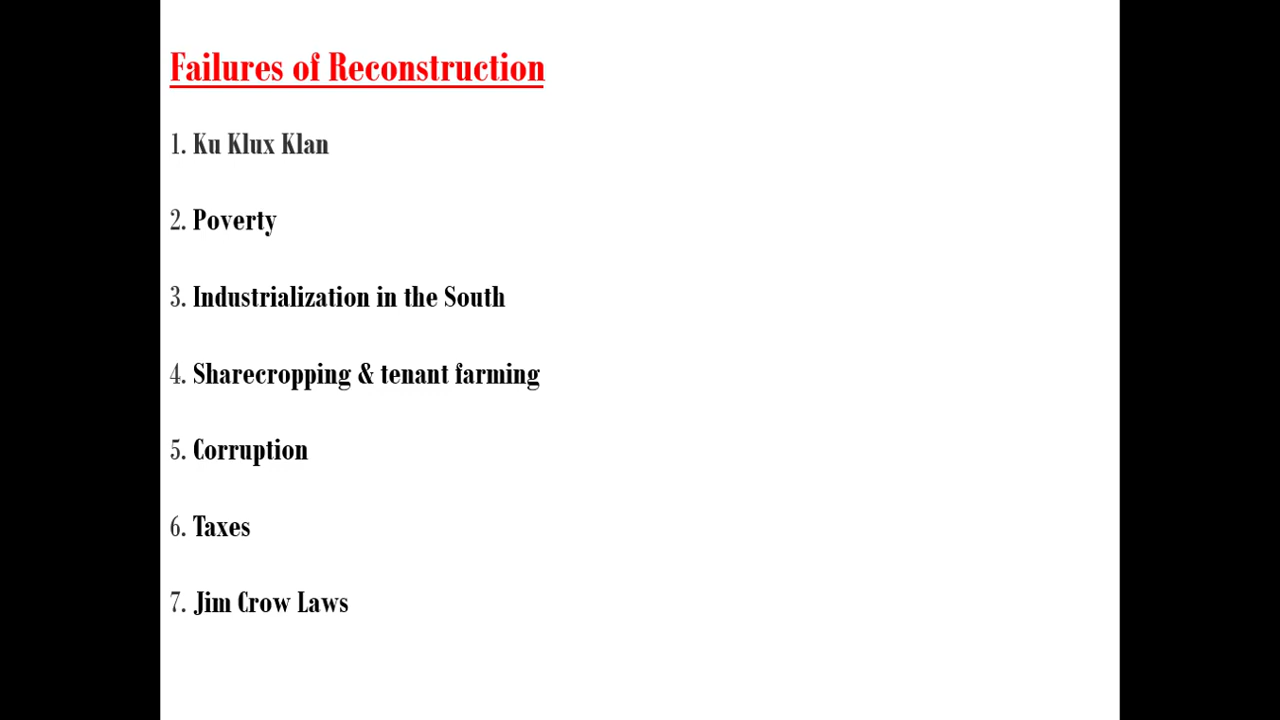 Failures of Reconstruction
1. Ku Klux Klan
2. Poverty
3. Industrialization in the South
4. Sharecropping & tenant farming
5. Corruption
6. Taxes
7. Jim Crow Laws